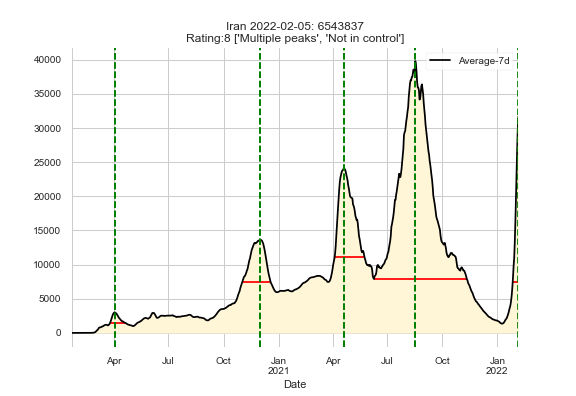 Iran 2022-02-05: 6543837
Rating:8 ['Multiple peaks', 'Not in control']
Average-7d
40000
35000
30000
25000
20000
15000
10000
5000
0
Apr Jul Oct Jan Apr Jul Oct Jan
2021 2022
Date